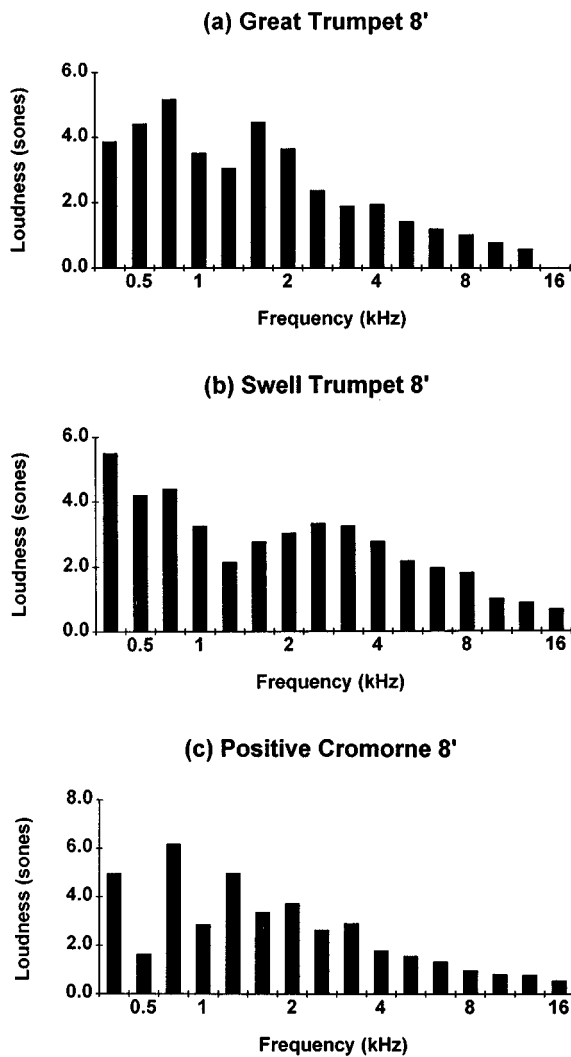 (a) Great Trumpet 8'
6.0
4.0
2.0
0.0
Loudness (sones)
0.5 1 2 4 8 16
Frequency (kHz)
(b) Swell Trumpet 8'
6.0
4.0
2.0
0.0
Loudness (sones)
0.5 1 2 4 8 16
Frequency (kHz)
(c) Positive Cromorne 8'
8.0
6.0
4.0
2.0
0.0
Loudness (sones)
0.5 1 2 4 8 16
Frequency (kHz)